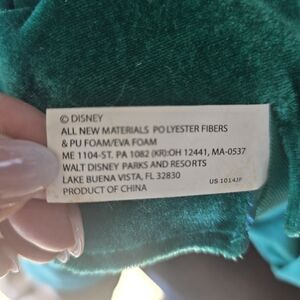 © DISNEY
ALL NEW MATERIALS POLYESTER FIBERS
& PU FOAM/EVA FOAM
ME 1104-ST. PA 1082 (KR):OH 12441, MA-0537
WALT DISNEY PARKS AND RESORTS
LAKE BUENA VISTA, FL 32830
PRODUCT OF CHINA
US 1014JF